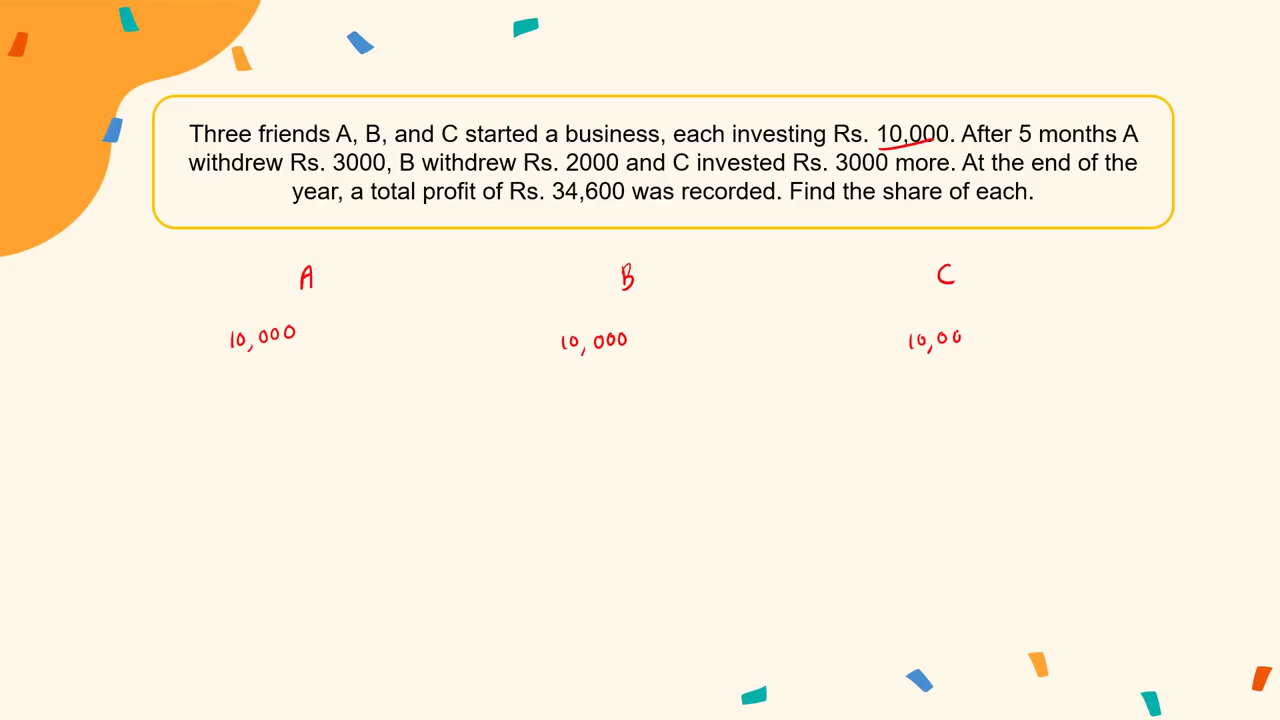 Three friends A, B, and C started a business, each investing Rs. 10,000. After 5 months A
withdrew Rs. 3000, B withdrew Rs. 2000 and C invested Rs. 3000 more. At the end of the
year, a total profit of Rs. 34,600 was recorded. Find the share of each.
A B C
10,000 10,000 10,00